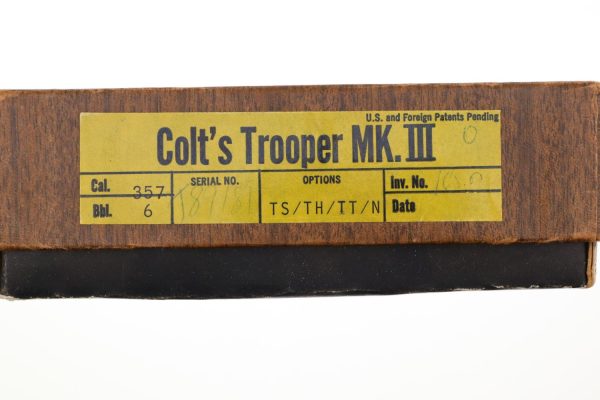 U.S. and Foreign Patents Pending
Colt's Trooper MK. III
O
Cal. 357
SERIAL NO.
OPTIONS
Inv. No.
Bbl. 6
TS/TH/TT/N
Date